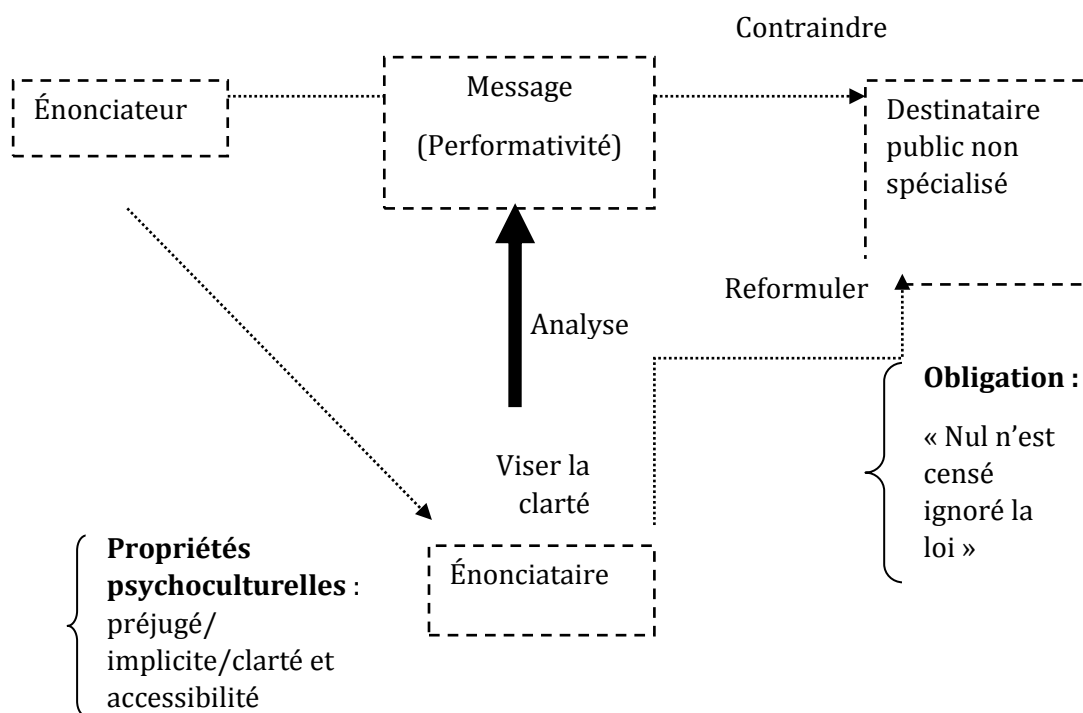 Contraindre
Énonciateur
Message
(Performativité)
Destinataire
public non
spécialisé
Reformuler
Analyse
Obligation :
« Nul n’est
censé
ignoré la
loi »
Viser la
clarté
Énonciataire
Propriétés
psychoculturelles :
préjugé/
implicite/clarté et
accessibilité